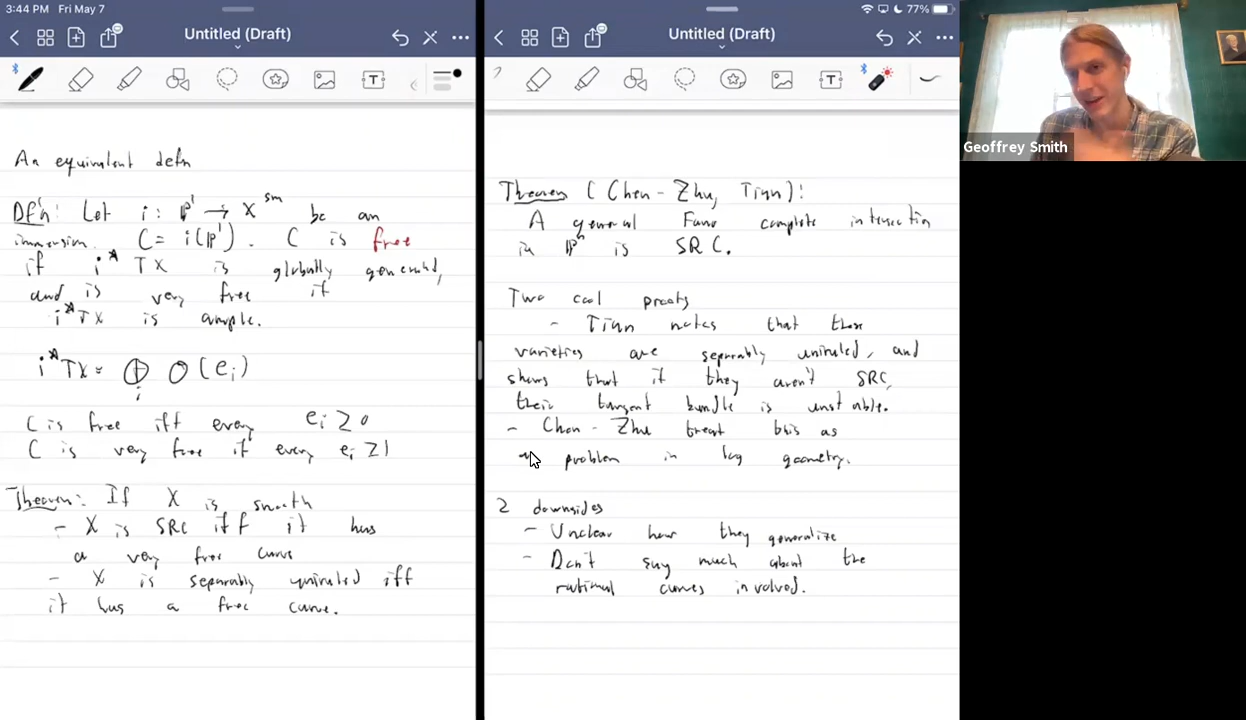 3:44 PM Fri May 7
Untitled (Draft)
An equivalent defn
Df'n: Let i: ℙ¹ → X^sm be an
immersion. C = i(ℙ¹). C is free
if i* TX is globally generated,
and is very free if
i*TX is ample.
i*TX = ⊕_i O(e_i)
C is free iff every e_i ≥ 0
C is very free if every e_i ≥ 1
Theorem: If X is smooth
- X is SRC iff it has
a very free curve
- X is separably uniruled iff
it has a free curve.
77%
Untitled (Draft)
Theorem (Chen-Zhu, Tian):
A general Fano complete intersection
in ℙⁿ is SRC.
Two cool proofs
- Tian notes that these
varieties are separably uniruled, and
shows that if they aren't SRC,
their tangent bundle is unstable.
- Chen-Zhu treat this as
a problem in log geometry.
2 downsides
- Unclear how they generalize
- Don't say much about the
rational curves involved.
Geoffrey Smith